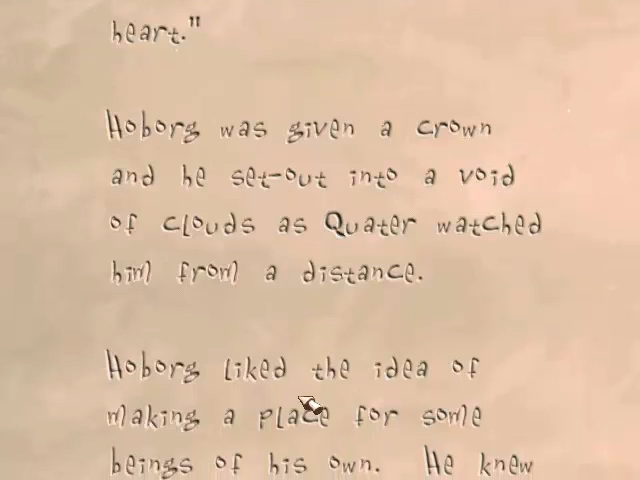 heart."
Hoborg was given a crown
and he set-out into a void
of clouds as Quater watched
him from a distance.
Hoborg liked the idea of
making a place for some
beings of his own. He knew